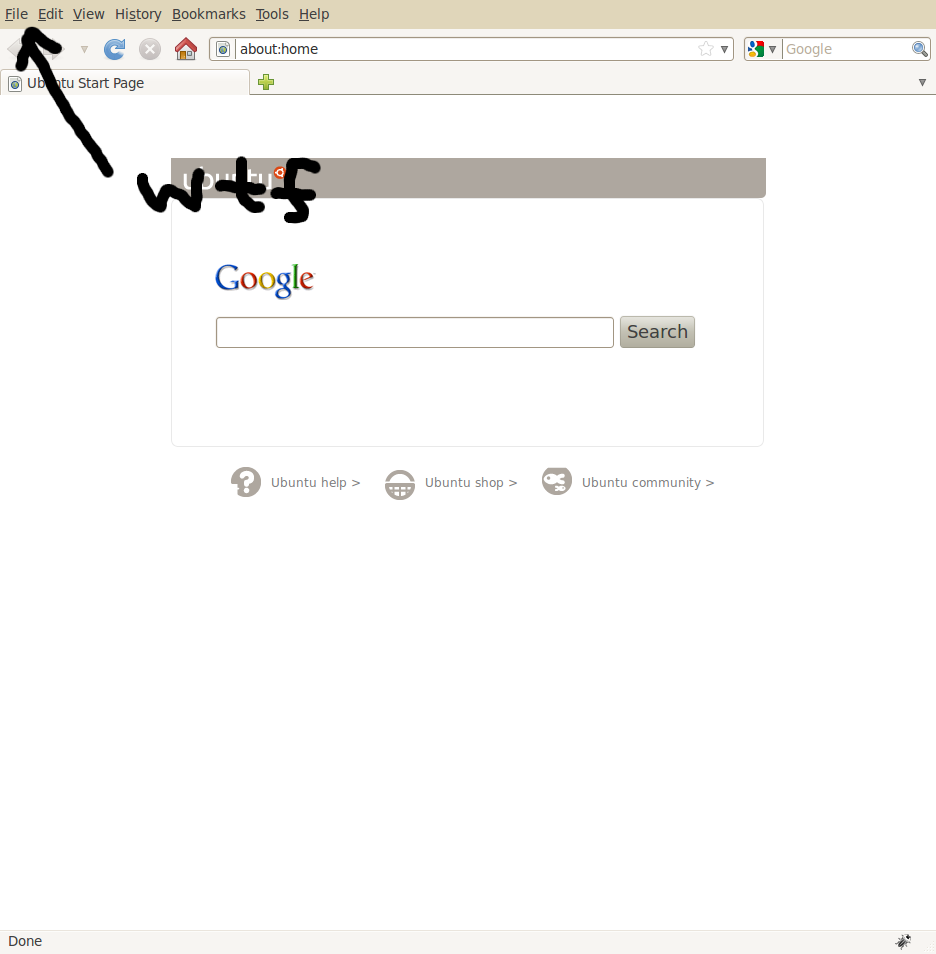 File Edit View History Bookmarks Tools Help
about:home
Google
Ubuntu Start Page
ubuntu
wtf
Google
Search
Ubuntu help >
Ubuntu shop >
Ubuntu community >
Done